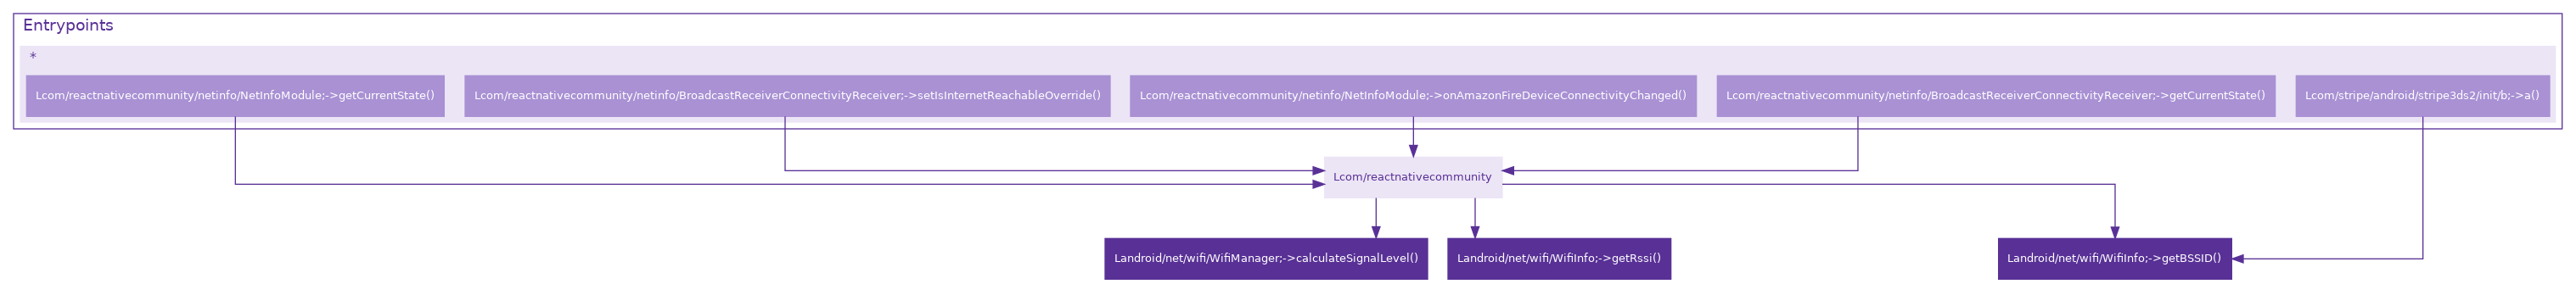 Entrypoints
*
Lcom/reactnativecommunity/netinfo/NetInfoModule;->getCurrentState()
Lcom/reactnativecommunity/netinfo/BroadcastReceiverConnectivityReceiver;->setIsInternetReachableOverride()
Lcom/reactnativecommunity/netinfo/NetInfoModule;->onAmazonFireDeviceConnectivityChanged()
Lcom/reactnativecommunity/netinfo/BroadcastReceiverConnectivityReceiver;->getCurrentState()
Lcom/stripe/android/stripe3ds2/init/b;->a()
Lcom/reactnativecommunity
Landroid/net/wifi/WifiManager;->calculateSignalLevel()
Landroid/net/wifi/WifiInfo;->getRssi()
Landroid/net/wifi/WifiInfo;->getBSSID()